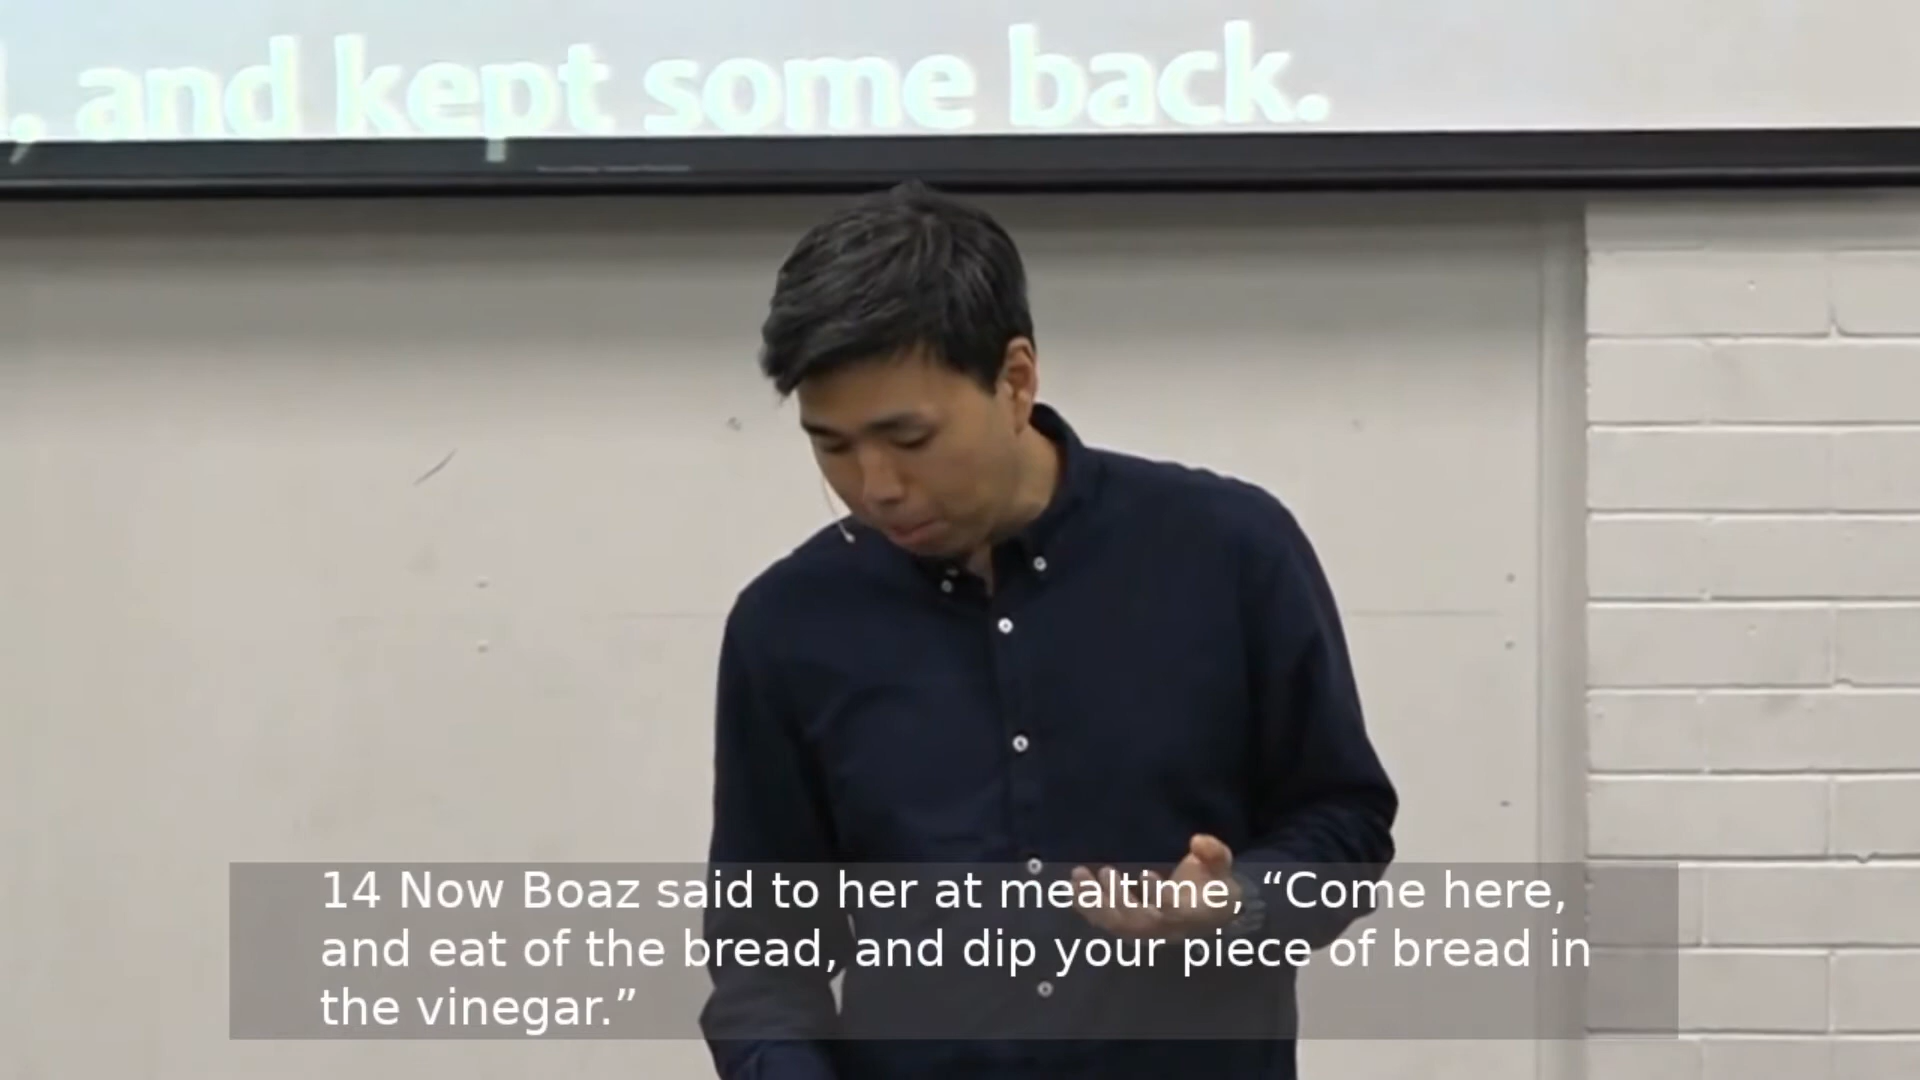 , and kept some back.
14 Now Boaz said to her at mealtime, “Come here,
and eat of the bread, and dip your piece of bread in
the vinegar.”